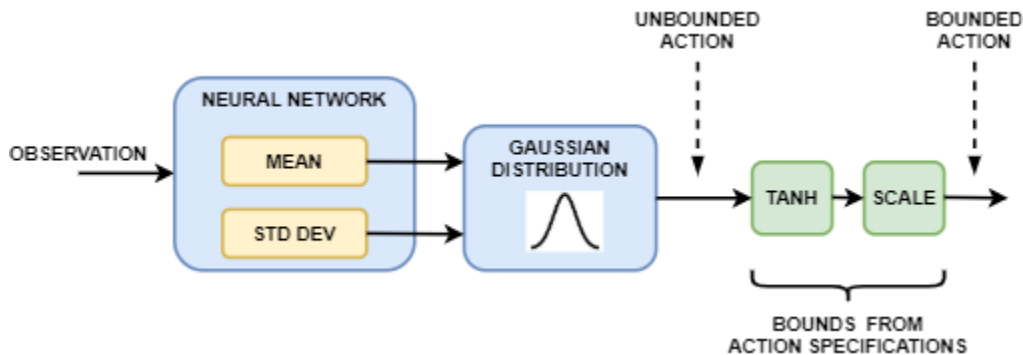 UNBOUNDED
ACTION
BOUNDED
ACTION
NEURAL NETWORK
OBSERVATION
MEAN
STD DEV
GAUSSIAN
DISTRIBUTION
TANH
SCALE
BOUNDS FROM
ACTION SPECIFICATIONS